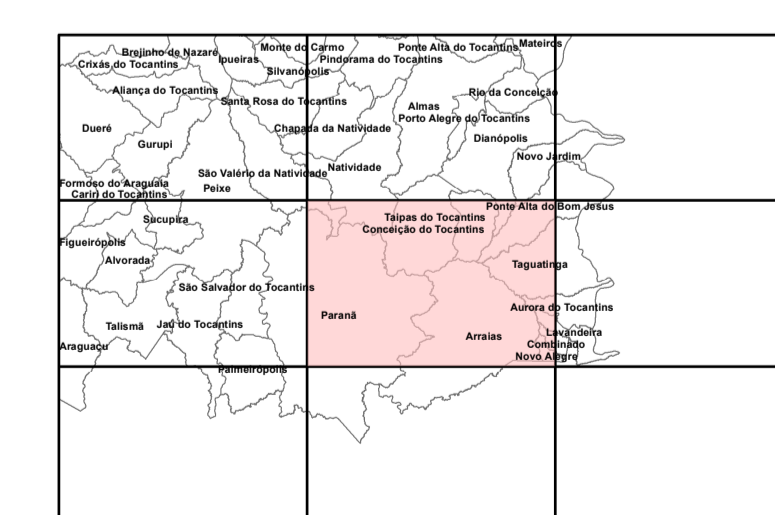 Mateiros
Monte do Carmo
Ponte Alta do Tocantins
Brejinho de Nazaré
Ipueiras
Pindorama do Tocantins
Crixás do Tocantins
Silvanópolis
Aliança do Tocantins
Rio da Conceição
Santa Rosa do Tocantins
Almas
Porto Alegre do Tocantins
Dueré
Chapada da Natividade
Dianópolis
Gurupi
Novo Jardim
Natividade
São Valério da Natividade
Formoso do Araguaia
Peixe
Cariri do Tocantins
Ponte Alta do Bom Jesus
Sucupira
Taipas do Tocantins
Conceição do Tocantins
Figueirópolis
Alvorada
Taguatinga
São Salvador do Tocantins
Aurora do Tocantins
Paranã
Talismã
Jaú do Tocantins
Lavandeira
Arraias
Combinado
Araguaçu
Novo Alegre
Palmeirópolis